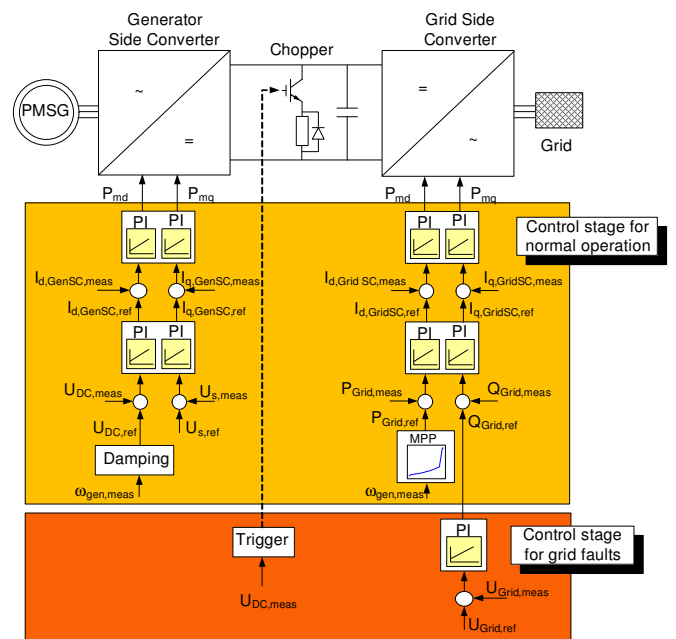 Generator
Side Converter
Chopper
Grid Side
Converter
PMSG
~
=
=
~
Grid
P_md
P_mq
P_md
P_mq
Control stage for
normal operation
PI
PI
PI
PI
I_d,GenSC,meas
I_q,GenSC,meas
I_d,Grid SC,meas
I_q,GridSC,meas
I_d,GenSC,ref
I_q,GenSC,ref
I_d,GridSC,ref
I_q,GridSC,ref
PI
PI
PI
PI
U_DC,meas
U_s,meas
P_Grid,meas
Q_Grid,meas
U_DC,ref
U_s,ref
P_Grid,ref
Q_Grid,ref
Damping
MPP
ω_gen,meas
ω_gen,meas
Trigger
PI
Control stage
for grid faults
U_DC,meas
U_Grid,meas
U_Grid,ref